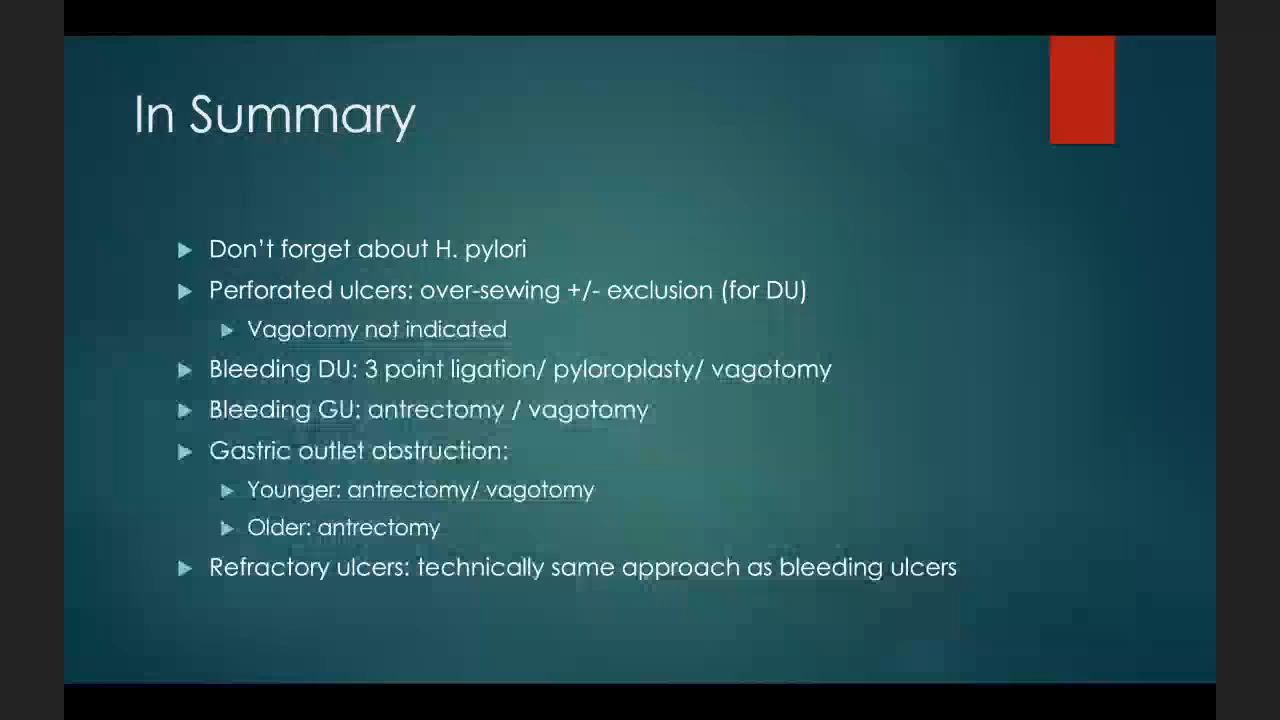 In Summary
Don’t forget about H. pylori
Perforated ulcers: over-sewing +/- exclusion (for DU)
Vagotomy not indicated
Bleeding DU: 3 point ligation/ pyloroplasty/ vagotomy
Bleeding GU: antrectomy / vagotomy
Gastric outlet obstruction:
Younger: antrectomy/ vagotomy
Older: antrectomy
Refractory ulcers: technically same approach as bleeding ulcers